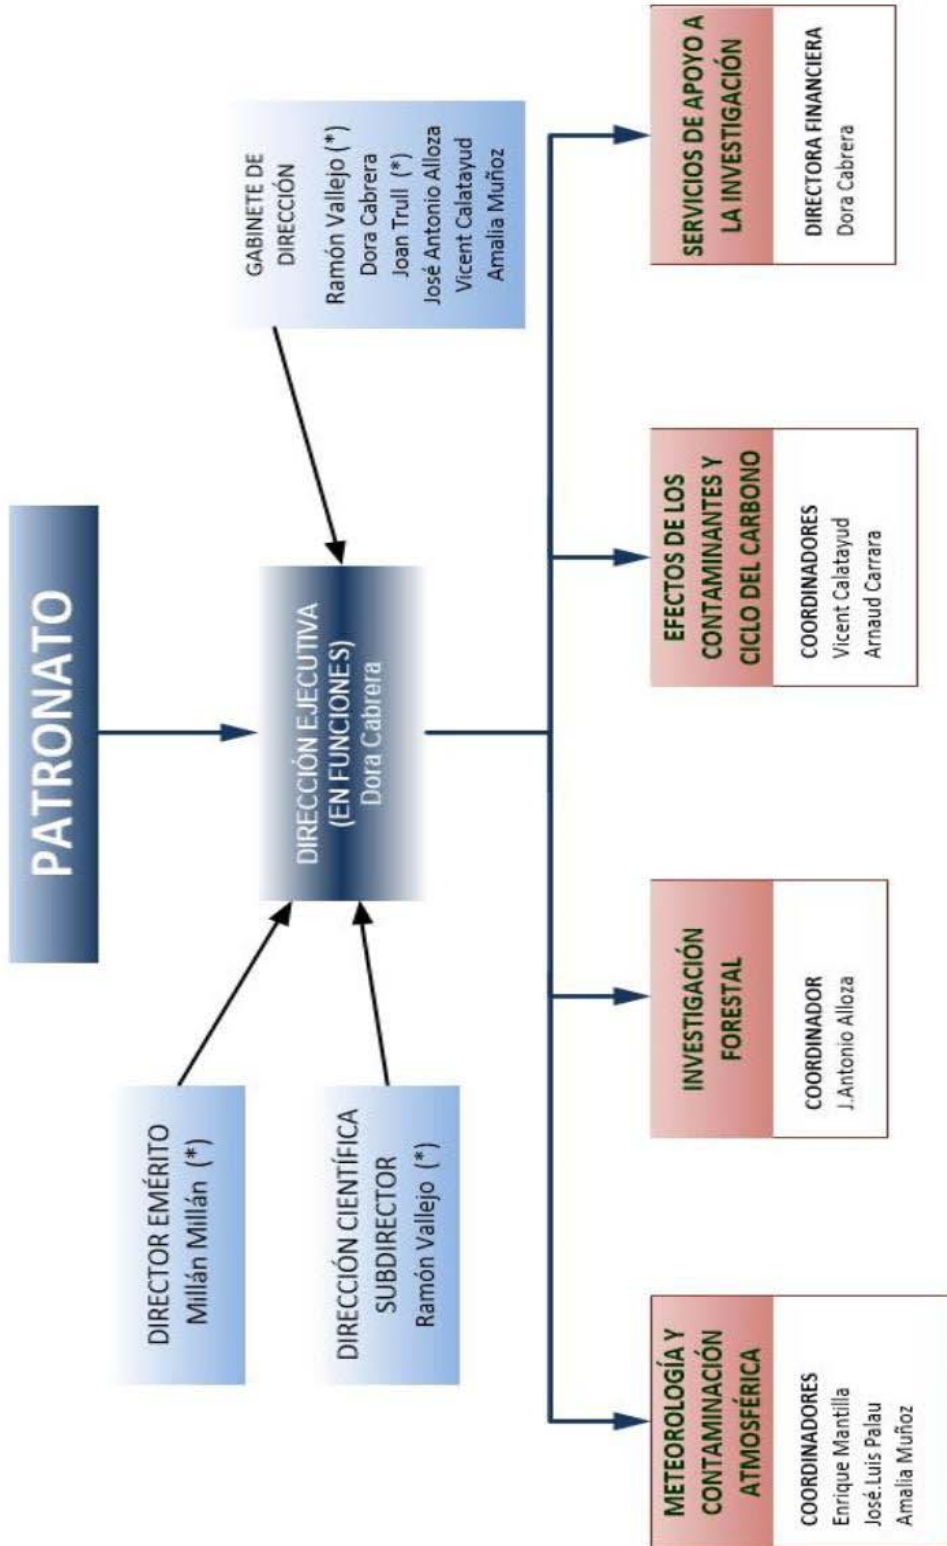 PATRONATO
DIRECTOR EMÉRITO
Millán Millán (*)
DIRECCIÓN CIENTÍFICA
SUBDIRECTOR
Ramón Vallejo (*)
DIRECCIÓN EJECUTIVA
(EN FUNCIONES)
Dora Cabrera
GABINETE DE
DIRECCIÓN
Ramón Vallejo (*)
Dora Cabrera
Joan Trull (*)
José Antonio Alloza
Vicent Calatayud
Amalia Muñoz
METEOROLOGÍA Y
CONTAMINACIÓN
ATMOSFÉRICA
COORDINADORES
Enrique Mantilla
José.Luis Palau
Amalia Muñoz
INVESTIGACIÓN
FORESTAL
COORDINADOR
J.Antonio Alloza
EFECTOS DE LOS
CONTAMINANTES Y
CICLO DEL CARBONO
COORDINADORES
Vicent Calatayud
Arnaud Carrara
SERVICIOS DE APOYO A
LA INVESTIGACIÓN
DIRECTORA FINANCIERA
Dora Cabrera